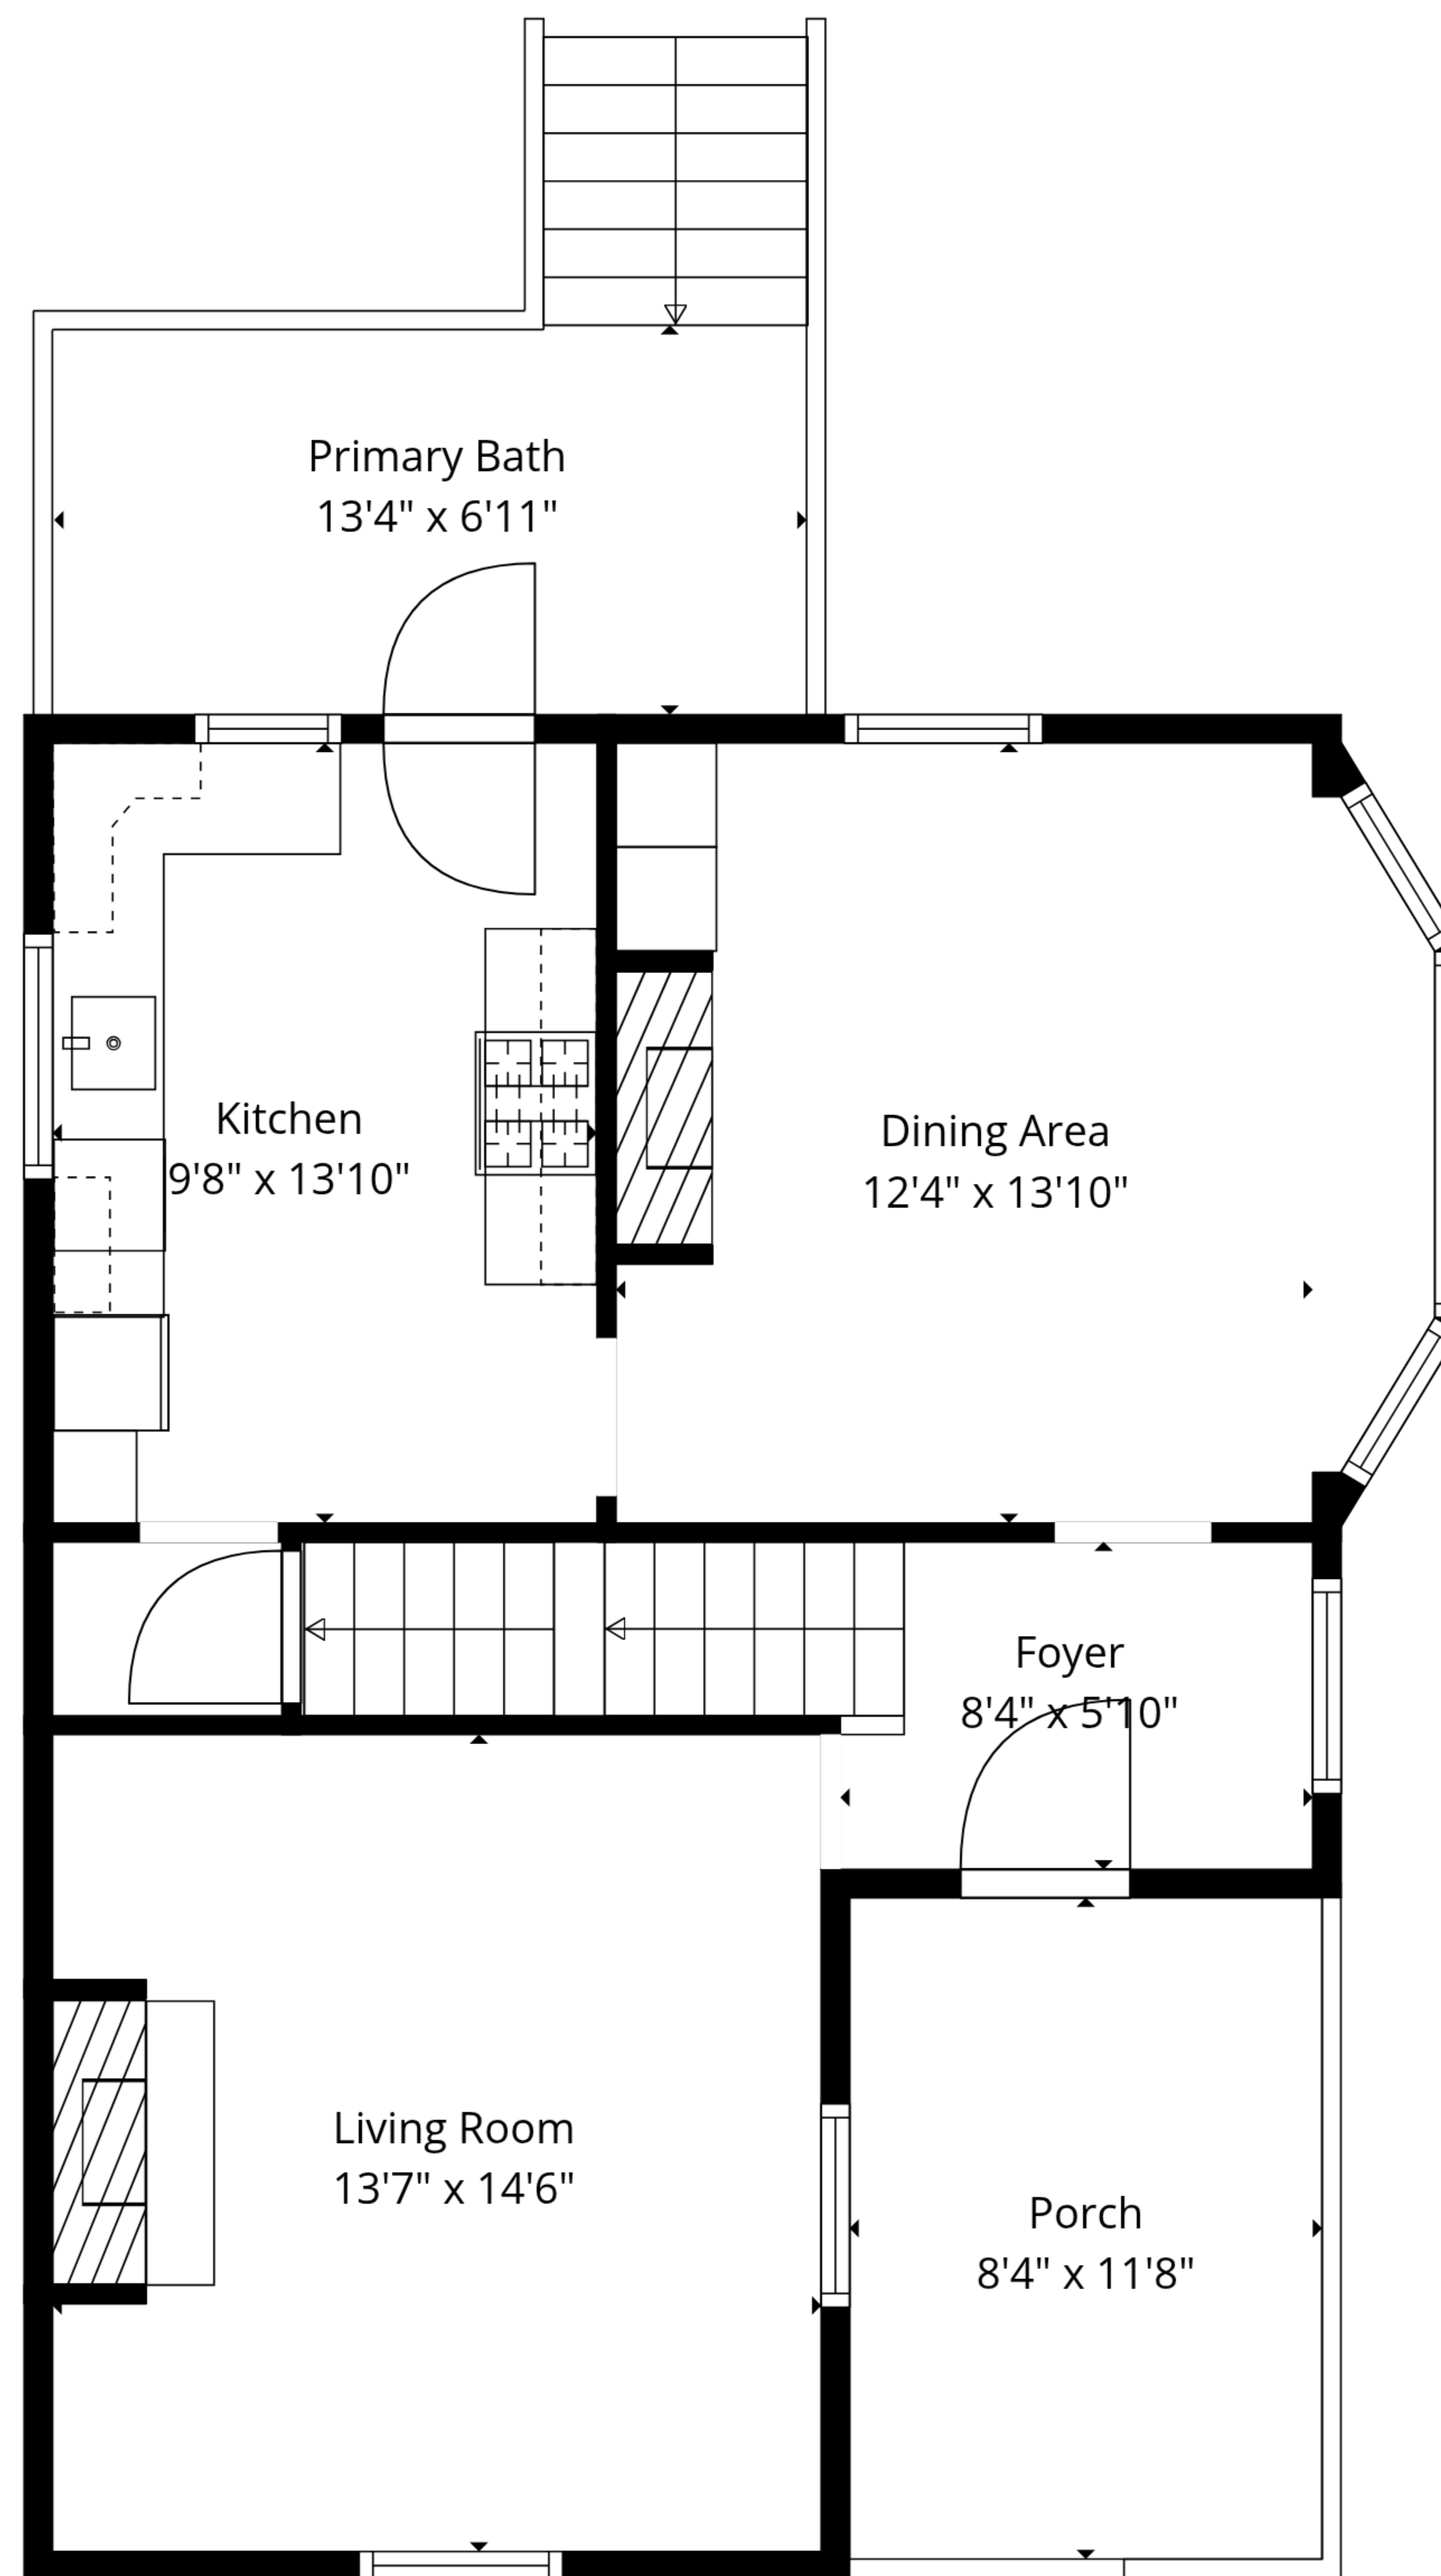 Primary Bath
13'4" x 6'11"
Kitchen
9'8" x 13'10"
Dining Area
12'4" x 13'10"
Foyer
8'4" x 5'10"
Living Room
13'7" x 14'6"
Porch
8'4" x 11'8"